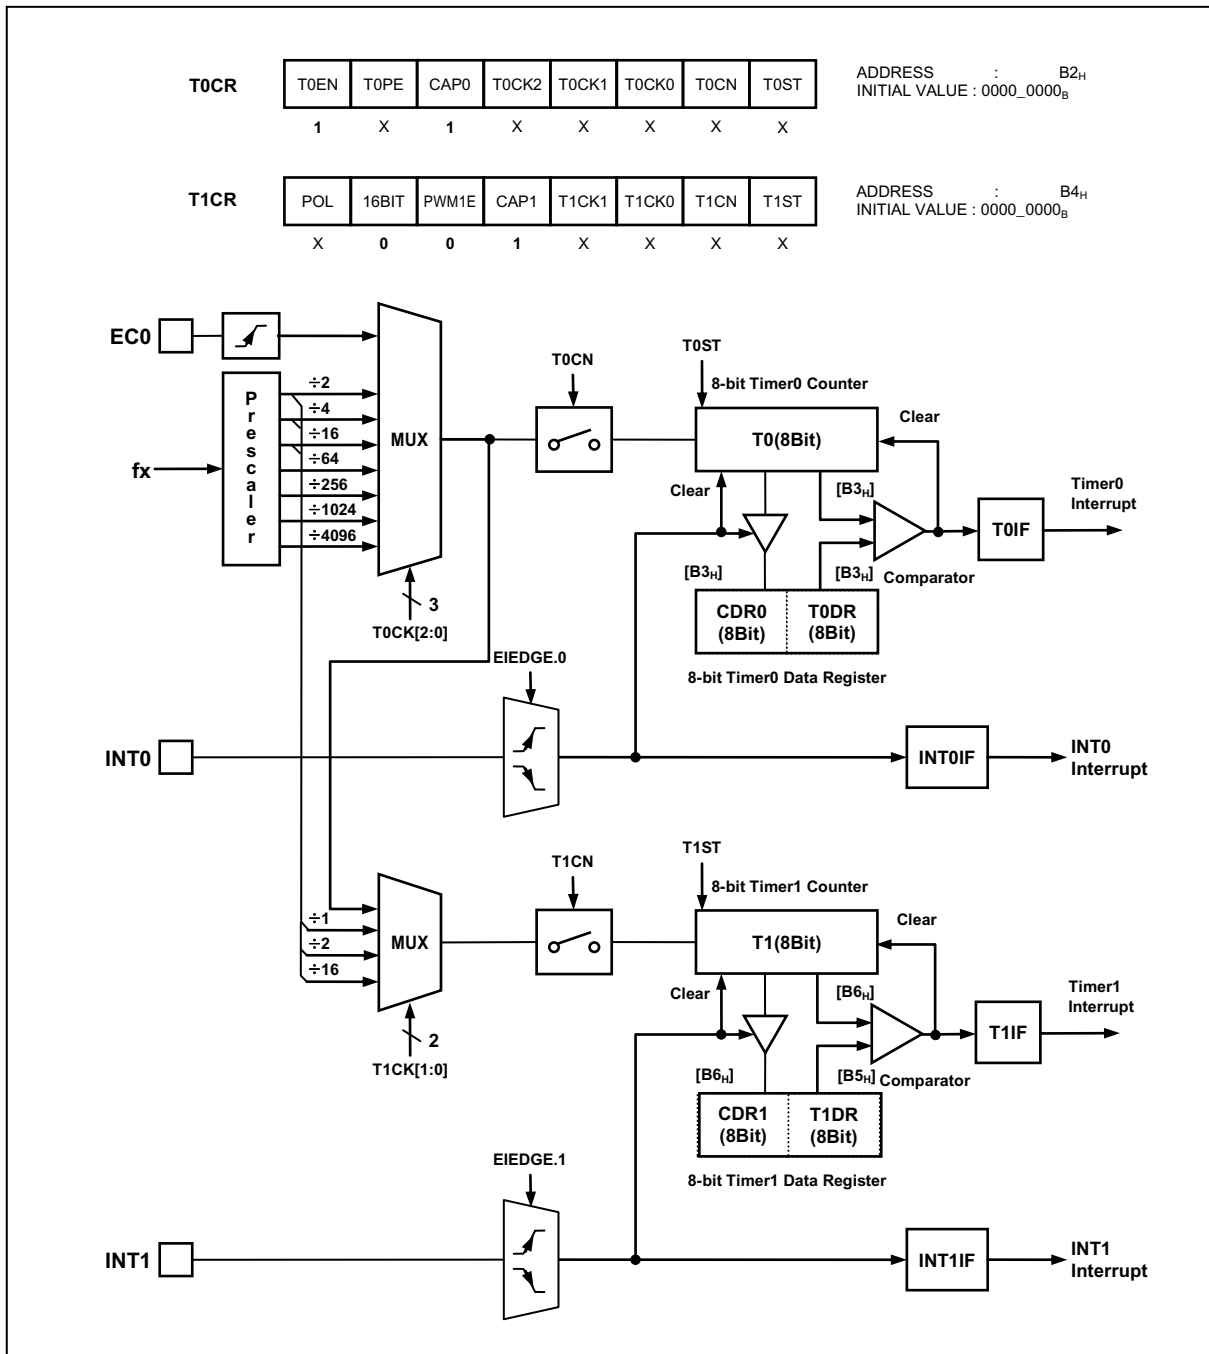 T0CR T0EN T0PE CAP0 T0CK2 T0CK1 T0CK0 T0CN T0ST ADDRESS : B2H
INITIAL VALUE : 0000_0000B
1 X 1 X X X X X
T1CR POL 16BIT PWM1E CAP1 T1CK1 T1CK0 T1CN T1ST ADDRESS : B4H
INITIAL VALUE : 0000_0000B
X 0 0 1 X X X X
EC0
fx
Prescaler
÷2
÷4
÷16
÷64
÷256
÷1024
÷4096
MUX
3
T0CK[2:0]
T0CN
T0ST
8-bit Timer0 Counter
T0(8Bit)
Clear
Clear
[B3H]
[B3H]
[B3H]
Comparator
T0IF
Timer0
Interrupt
CDR0
(8Bit)
T0DR
(8Bit)
8-bit Timer0 Data Register
EIEDGE.0
INT0
INT0IF
INT0
Interrupt
÷1
÷2
÷16
MUX
2
T1CK[1:0]
T1CN
T1ST
8-bit Timer1 Counter
T1(8Bit)
Clear
Clear
[B6H]
[B6H]
[B5H]
Comparator
T1IF
Timer1
Interrupt
CDR1
(8Bit)
T1DR
(8Bit)
8-bit Timer1 Data Register
EIEDGE.1
INT1
INT1IF
INT1
Interrupt